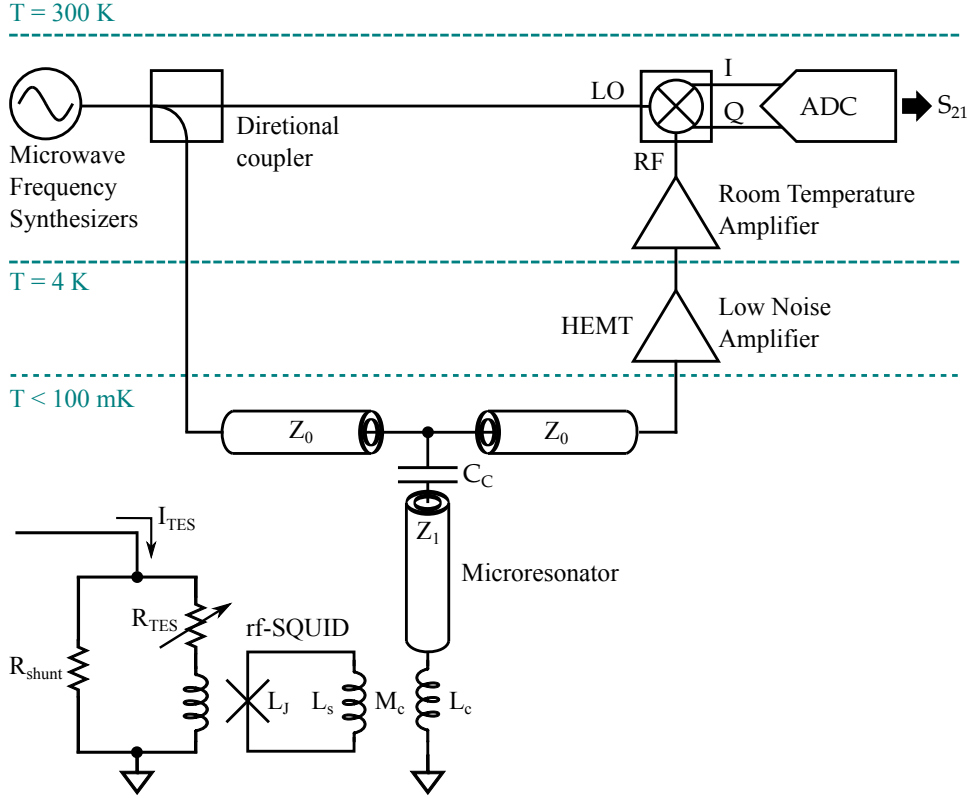 T = 300 K
LO
I
Q
ADC
S21
Diretional
coupler
Microwave
Frequency
Synthesizers
RF
Room Temperature
Amplifier
T = 4 K
HEMT
Low Noise
Amplifier
T < 100 mK
Z0
Z0
CC
ITES
Z1
Microresonator
RTES
rf-SQUID
Rshunt
LJ
Ls
Mc
Lc